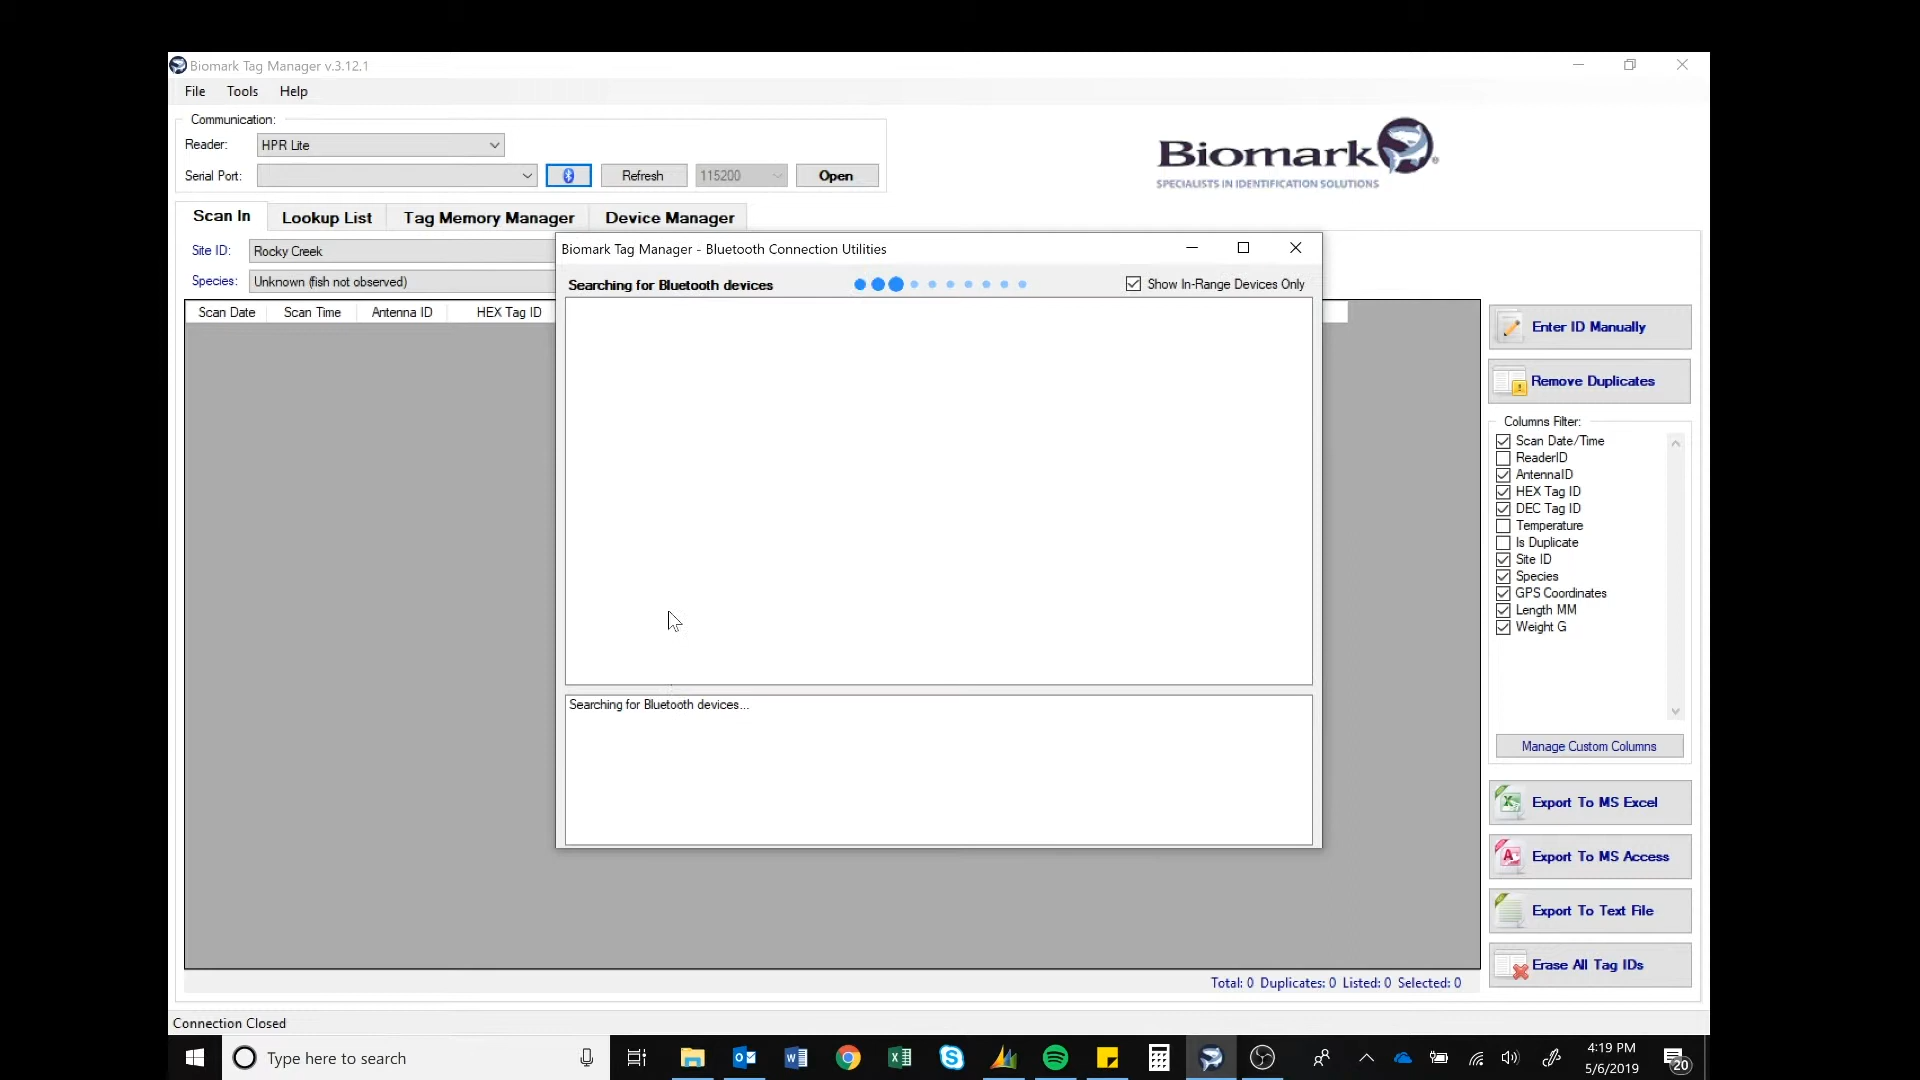 Biomark Tag Manager v.3.12.1
File Tools Help
Communication:
Reader: HPR Lite
Serial Port: Refresh 115200 Open
Biomark®
SPECIALISTS IN IDENTIFICATION SOLUTIONS
Scan In Lookup List Tag Memory Manager Device Manager
Site ID: Rocky Creek
Species: Unknown (fish not observed)
Scan Date Scan Time Antenna ID HEX Tag ID
Biomark Tag Manager - Bluetooth Connection Utilities
Searching for Bluetooth devices Show In-Range Devices Only
Searching for Bluetooth devices...
Enter ID Manually
Remove Duplicates
Columns Filter:
Scan Date/Time
ReaderID
AntennaID
HEX Tag ID
DEC Tag ID
Temperature
Is Duplicate
Site ID
Species
GPS Coordinates
Length MM
Weight G
Manage Custom Columns
Export To MS Excel
Export To MS Access
Export To Text File
Erase All Tag IDs
Total: 0 Duplicates: 0 Listed: 0 Selected: 0
Connection Closed
Type here to search
4:19 PM
5/6/2019
20